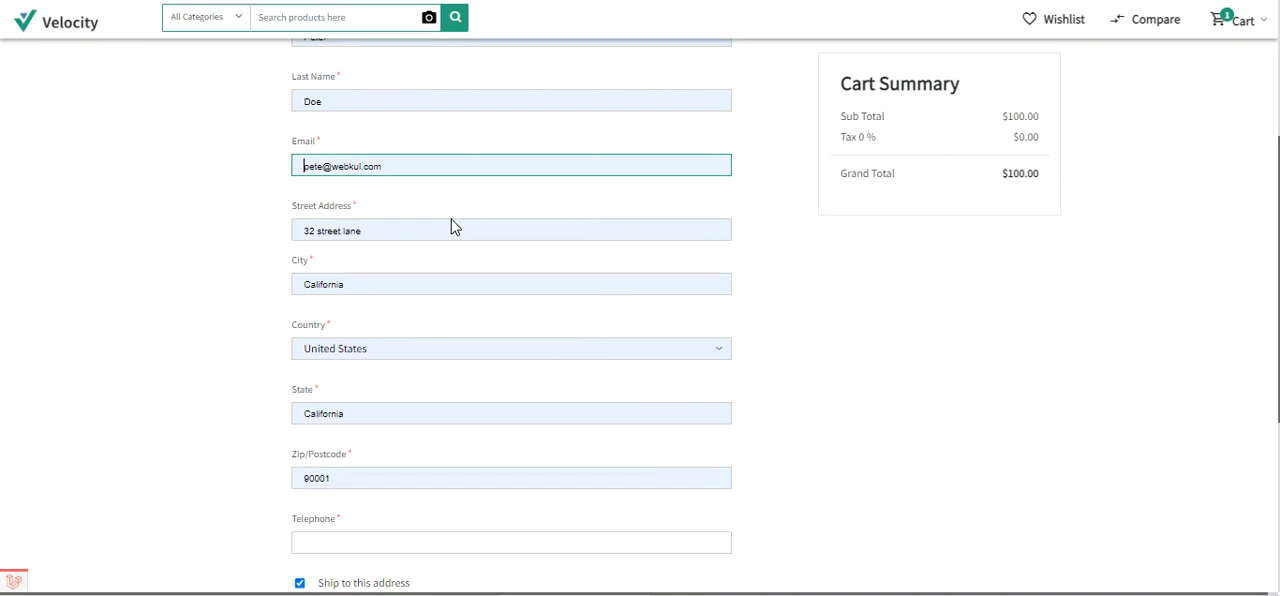 Velocity
All Categories
Search products here
Wishlist
Compare
1
Cart
Last Name *
Doe
Email *
pete@webkul.com
Street Address *
32 street lane
City *
California
Country *
United States
State *
California
Zip/Postcode *
90001
Telephone *
Ship to this address
Cart Summary
Sub Total $100.00
Tax 0 % $0.00
Grand Total $100.00